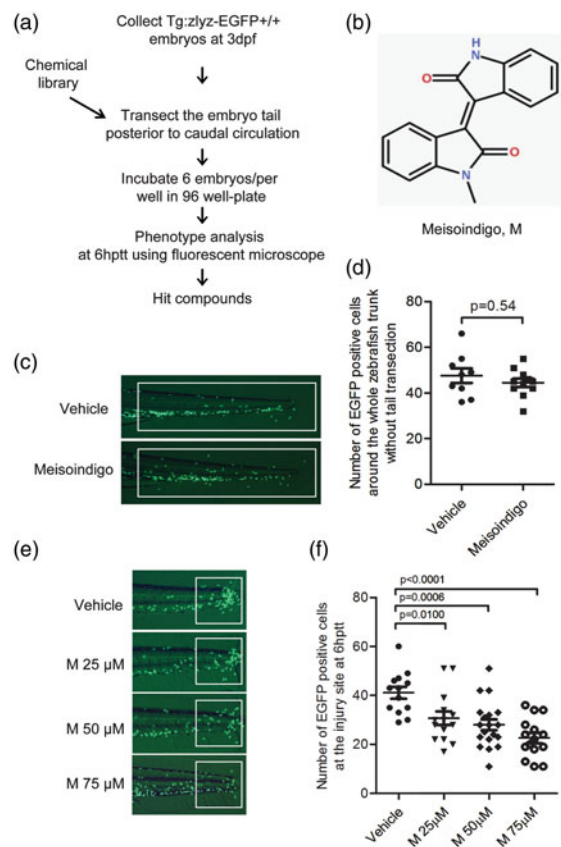 (a)
Collect Tg:zlyz-EGFP+/+
embryos at 3dpf
Chemical
library
Transect the embryo tail
posterior to caudal circulation
Incubate 6 embryos/per
well in 96 well-plate
Phenotype analysis
at 6hptt using fluorescent microscope
Hit compounds
(b)
H
N
O
O
N
Meisoindigo, M
(c)
Vehicle
Meisoindigo
(d)
p=0.54
Number of EGFP positive cells
around the whole zebrafish trunk
without tail transection
80
60
40
20
0
Vehicle
Meisoindigo
(e)
Vehicle
M 25 µM
M 50 µM
M 75 µM
(f)
p<0.0001
p=0.0006
p=0.0100
Number of EGFP positive cells
at the injury site at 6hptt
80
60
40
20
0
Vehicle
M 25µM
M 50µM
M 75µM